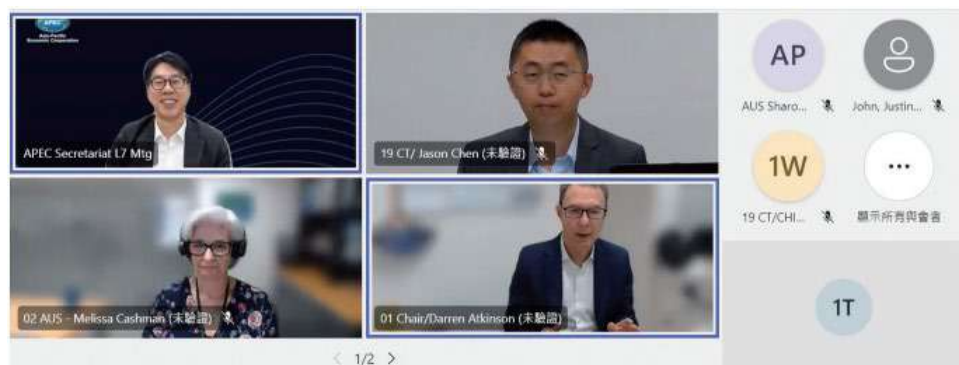 APEC
Asia-Pacific
Economic Cooperation
APEC Secretariat L7 Mtg
19 CT/ Jason Chen (未驗證)
02 AUS - Melissa Cashman (未驗證)
01 Chair/Darren Atkinson (未驗證)
AP
AUS Sharo...
John, Justin...
1W
...
19 CT/CHI...
顯示所有與會者
1T
1/2